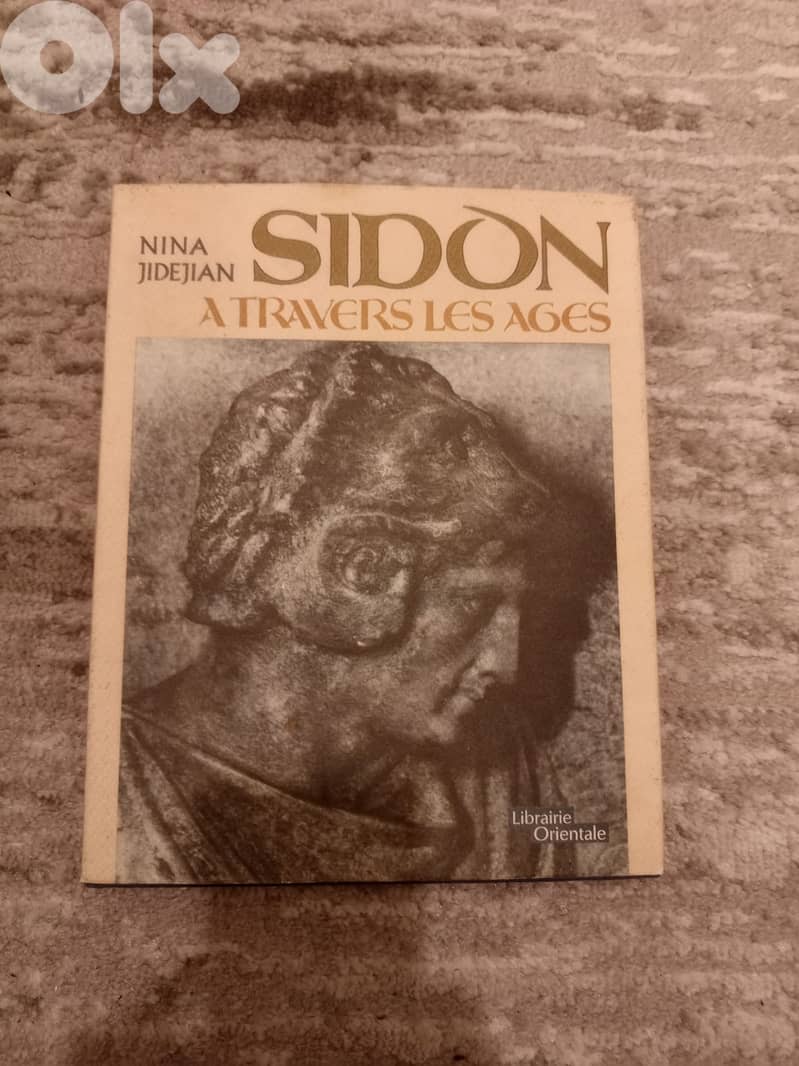 olx
NINA
JIDEJIAN
SIDON
A TRAVERS LES AGES
Librairie
Orientale